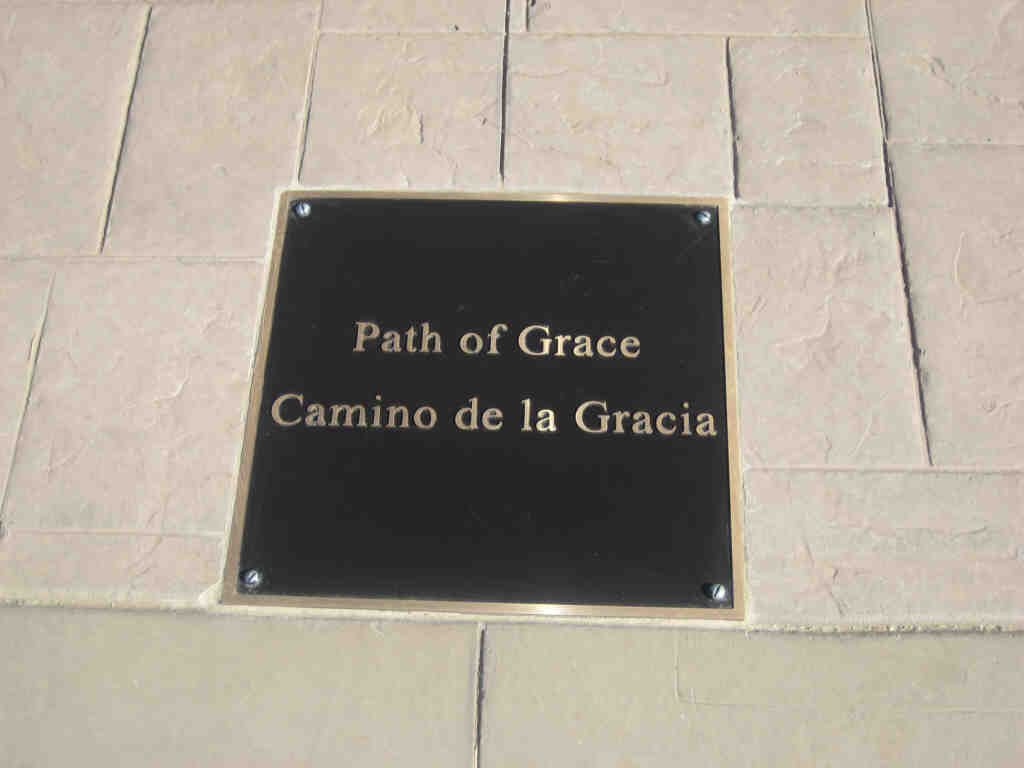 Path of Grace
Camino de la Gracia